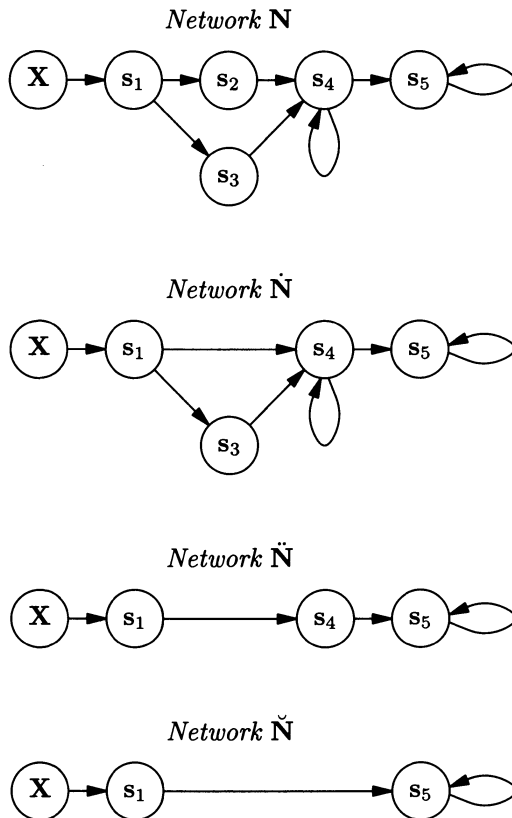 Network N
X s₁ s₂ s₄ s₅
s₃
Network Ṅ
X s₁ s₄ s₅
s₃
Network N̈
X s₁ s₄ s₅
Network N̆
X s₁ s₅